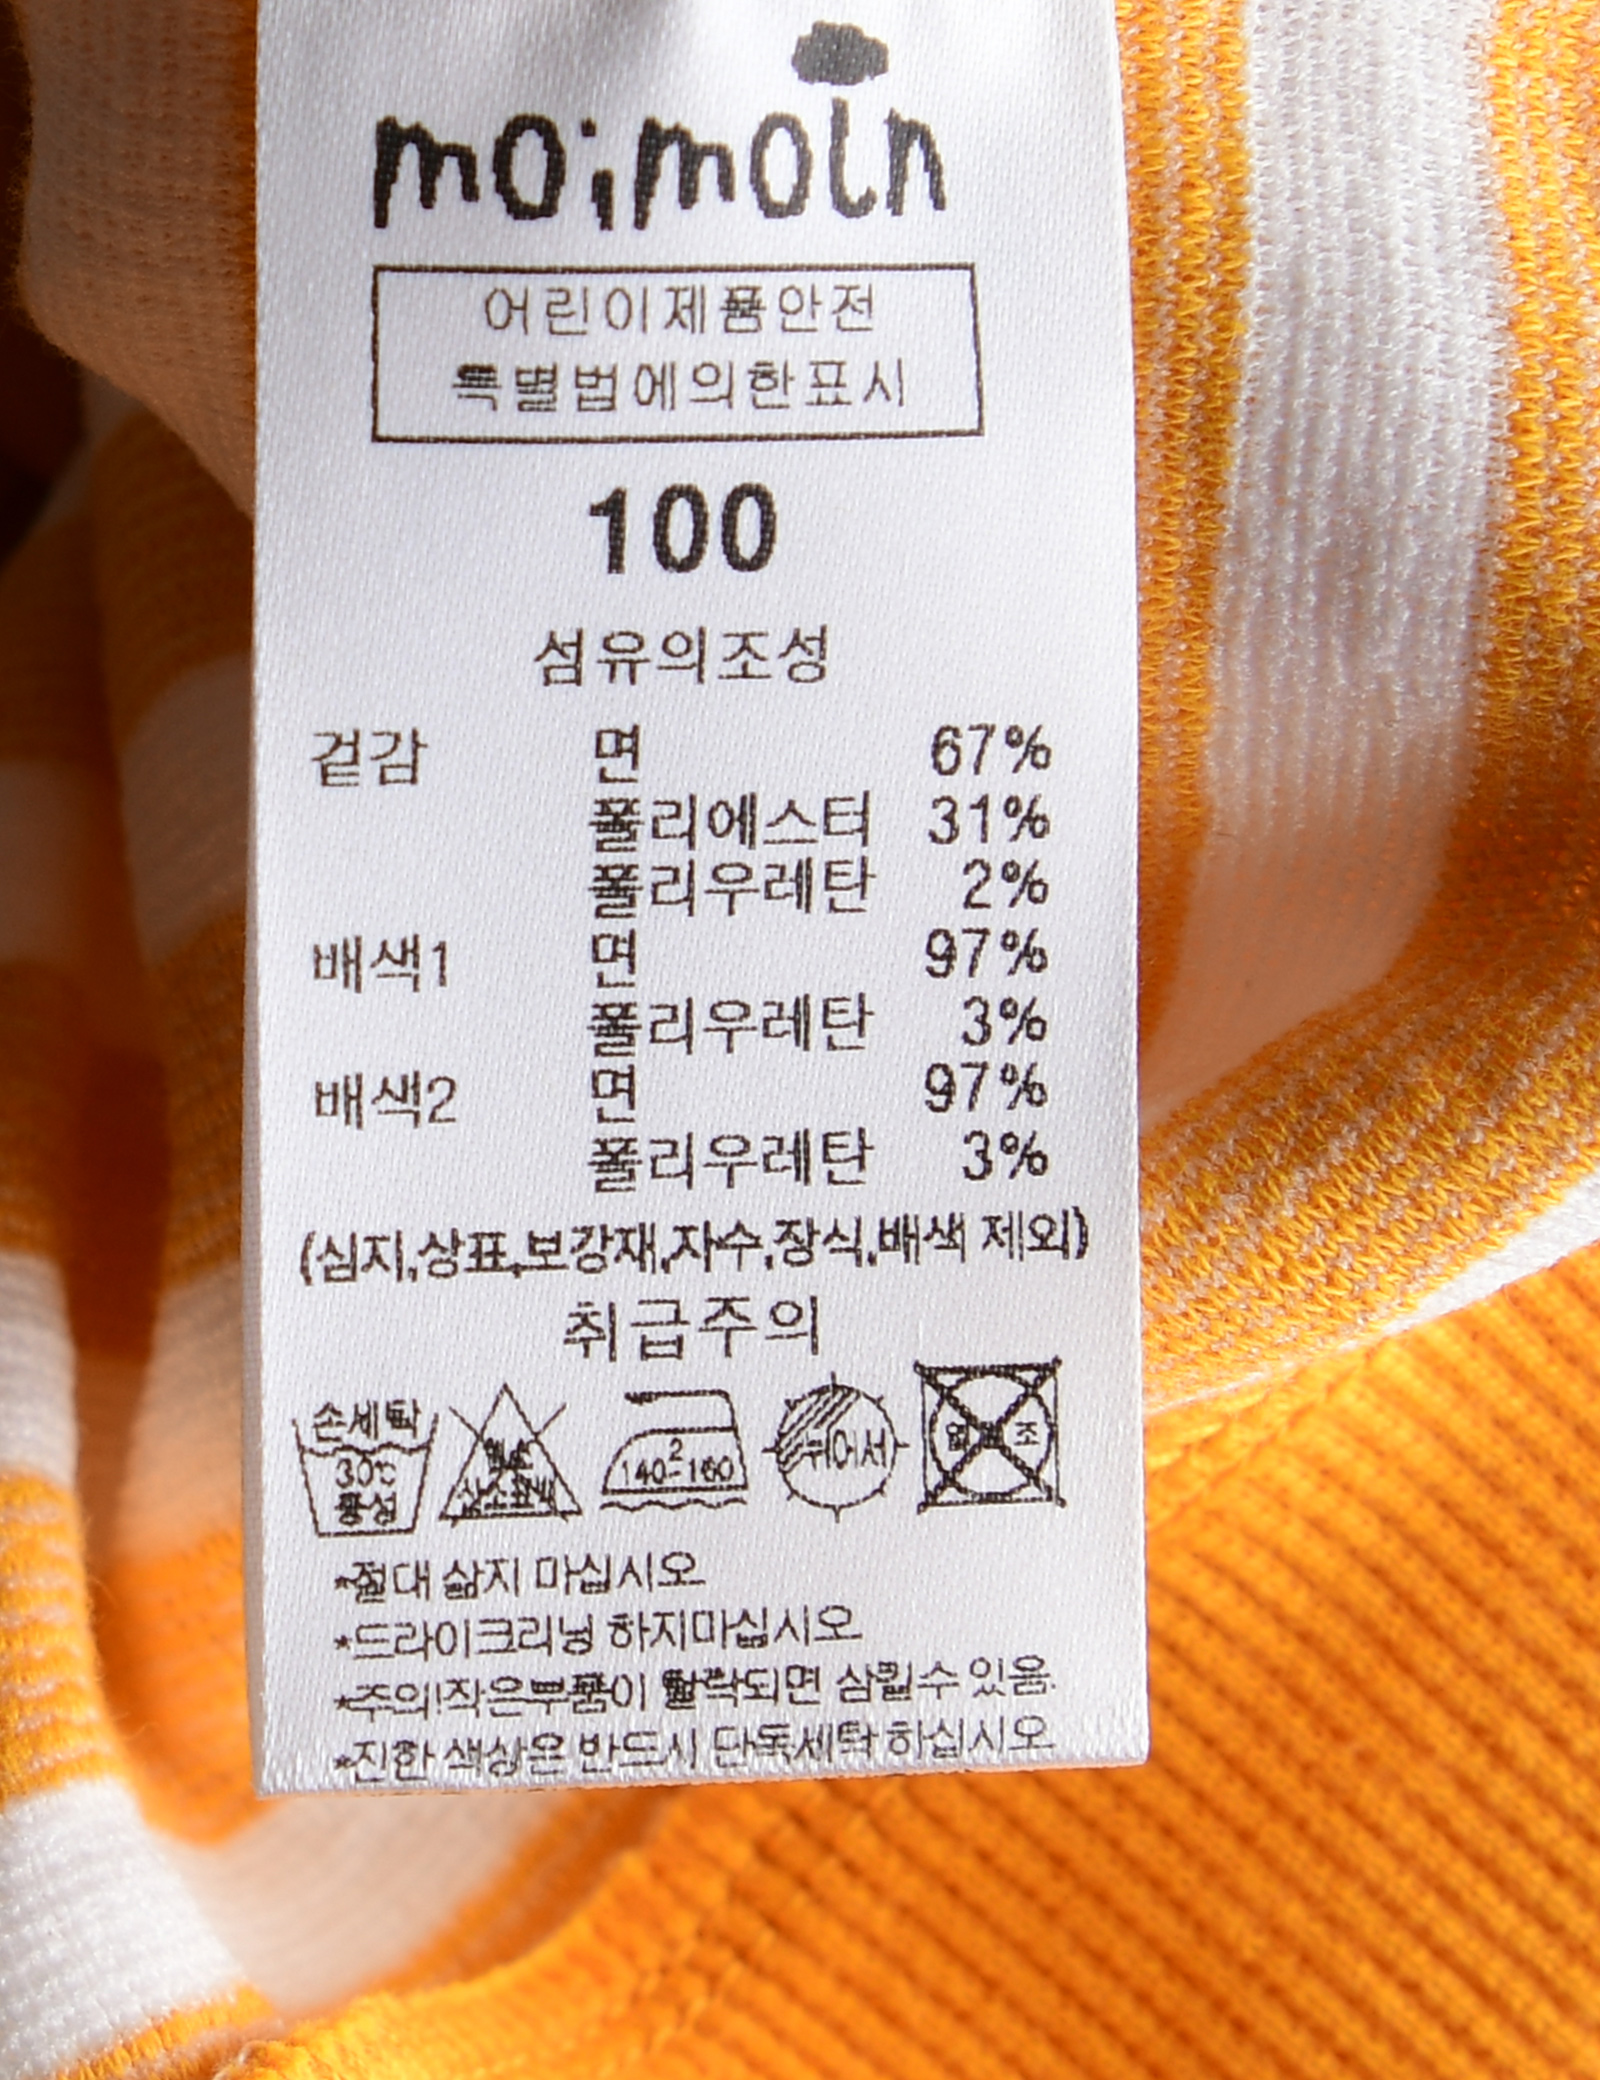 moimoln
어린이제품안전
특별법에의한표시
100
섬유의조성
겉감 면 67%
폴리에스터 31%
폴리우레탄 2%
배색1 면 97%
폴리우레탄 3%
배색2 면 97%
폴리우레탄 3%
(심지,상표,보강재,자수,장식,배색 제외)
취급주의
손세탁
30℃
중성
염소
산소표백
2
140-160
뉘어서
*절대 삶지 마십시오
*드라이크리닝 하지마십시오
*주의!작은부품이 탈락되면 삼킬수 있음.
*진한 색상은 반드시 단독세탁 하십시오